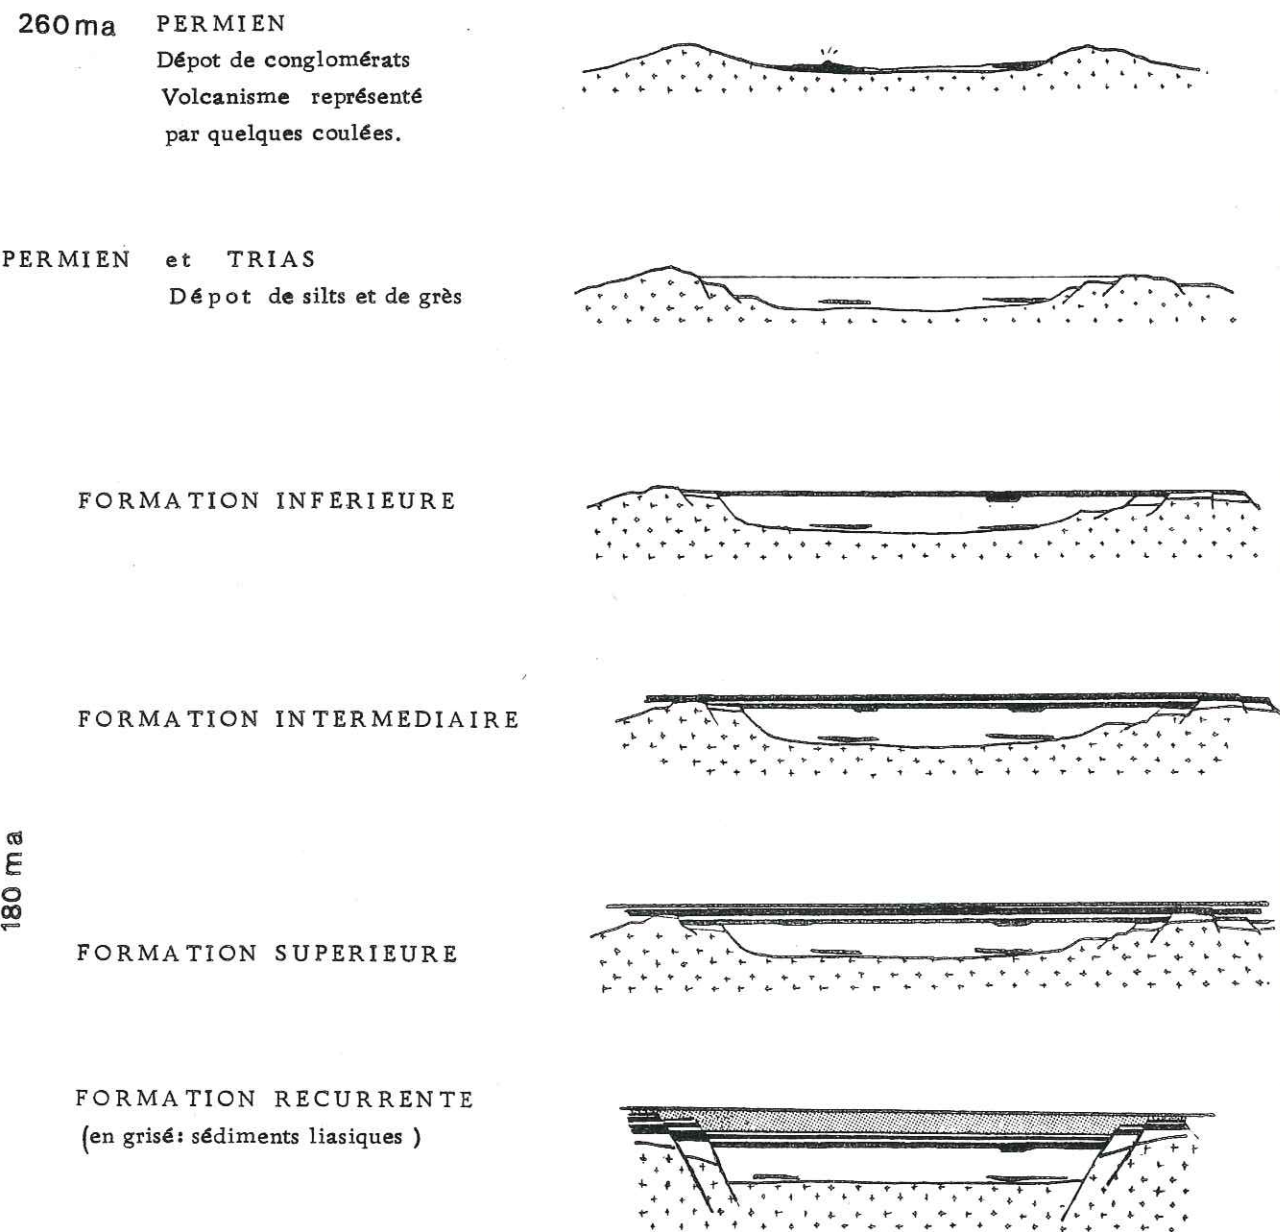 260 ma PERMIEN
Dépot de conglomérats
Volcanisme représenté
par quelques coulées.
PERMIEN et TRIAS
Dépot de silts et de grès
FORMATION INFERIEURE
FORMATION INTERMEDIAIRE
180 ma
FORMATION SUPERIEURE
FORMATION RECURRENTE
(en grisé: sédiments liasiques )